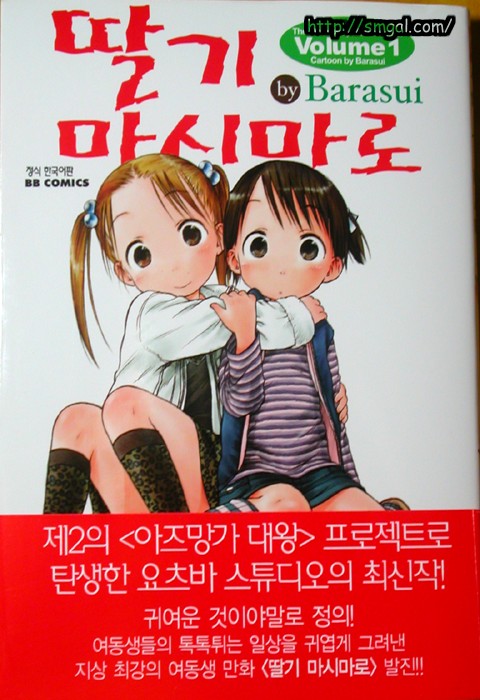 http://smgal.com/
딸기
The
Volume 1
Cartoon by Barasui
by Barasui
마시마로
정식 한국어판
BB COMICS
제2의 <아즈망가 대왕> 프로젝트로
탄생한 요츠바 스튜디오의 최신작!
귀여운 것이야말로 정의!
여동생들의 톡톡튀는 일상을 귀엽게 그려낸
지상 최강의 여동생 만화 <딸기 마시마로> 발진!!